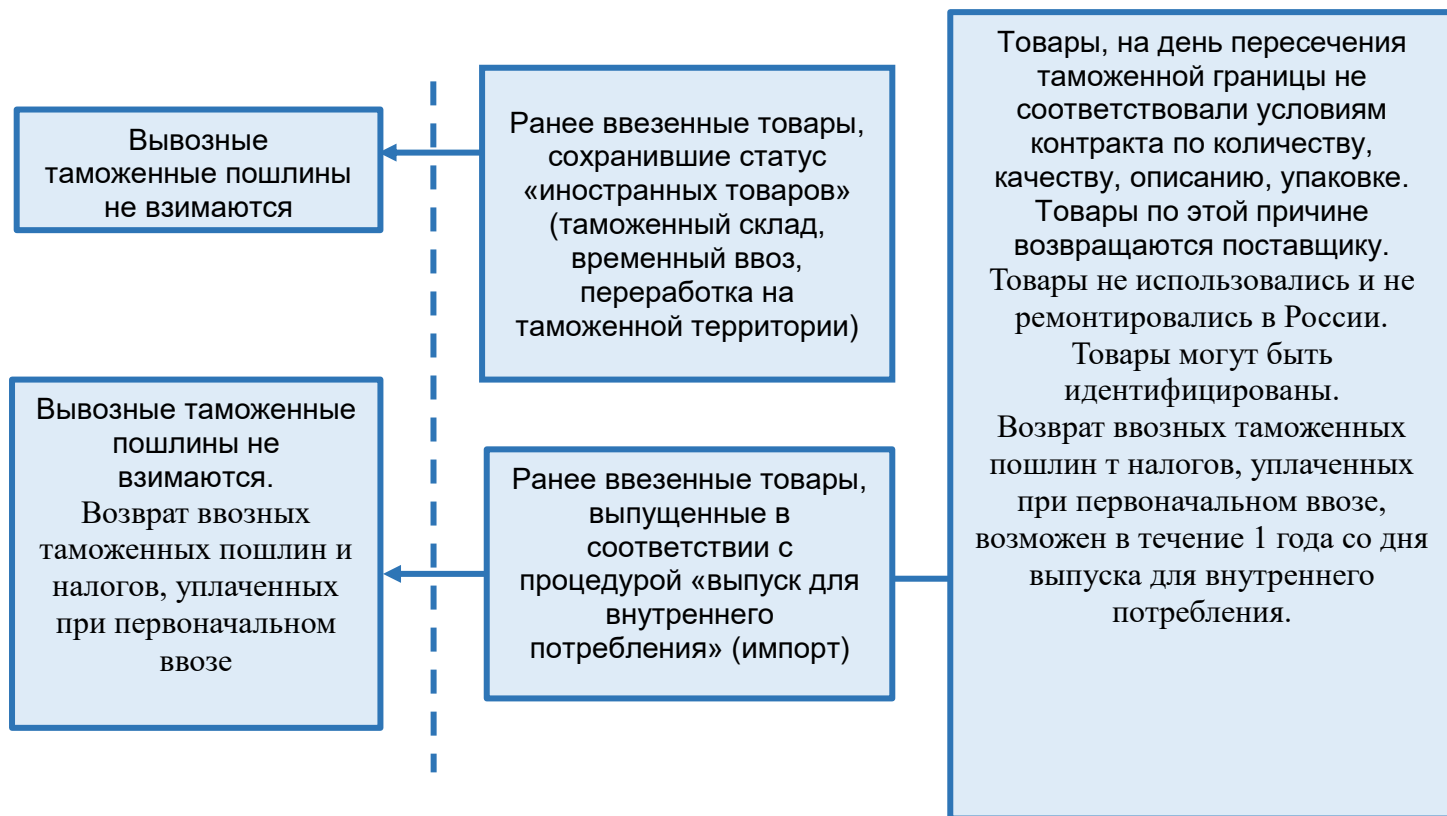 Вывозные
таможенные пошлины
не взимаются
Ранее ввезенные товары,
сохранившие статус
«иностранных товаров»
(таможенный склад,
временный ввоз,
переработка на
таможенной территории)
Товары, на день пересечения
таможенной границы не
соответствовали условиям
контракта по количеству,
качеству, описанию, упаковке.
Товары по этой причине
возвращаются поставщику.
Товары не использовались и не
ремонтировались в России.
Товары могут быть
идентифицированы.
Возврат ввозных таможенных
пошлин т налогов, уплаченных
при первоначальном ввозе,
возможен в течение 1 года со дня
выпуска для внутреннего
потребления.
Вывозные таможенные
пошлины не
взимаются.
Возврат ввозных
таможенных пошлин и
налогов, уплаченных
при первоначальном
ввозе
Ранее ввезенные товары,
выпущенные в
соответствии с
процедурой «выпуск для
внутреннего
потребления» (импорт)